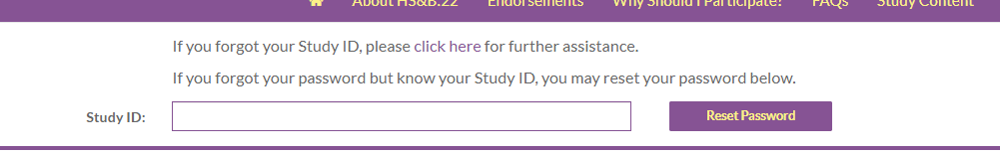 About HS&B:22 Endorsements Why Should I Participate? FAQs Study Content
If you forgot your Study ID, please click here for further assistance.
If you forgot your password but know your Study ID, you may reset your password below.
Study ID: Reset Password